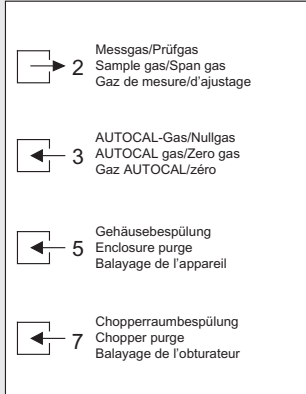 2
Messgas/Prüfgas
Sample gas/Span gas
Gaz de mesure/d'ajustage
3
AUTOCAL-Gas/Nullgas
AUTOCAL gas/Zero gas
Gaz AUTOCAL/zéro
5
Gehäusebespülung
Enclosure purge
Balayage de l'appareil
7
Chopperraumbespülung
Chopper purge
Balayage de l'obturateur